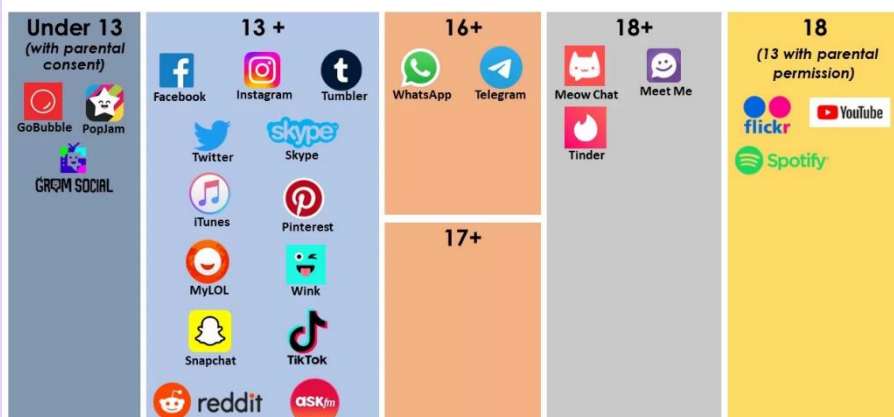 Under 13
(with parental
consent)
GoBubble
PopJam
GROM SOCIAL
13 +
f
Facebook
Instagram
t
Tumbler
Twitter
skype
Skype
iTunes
Pinterest
MyLOL
Wink
Snapchat
TikTok
reddit
ASKfm
16+
WhatsApp
Telegram
17+
18+
Meow Chat
Meet Me
Tinder
18
(13 with parental
permission)
flickr
YouTube
Spotify